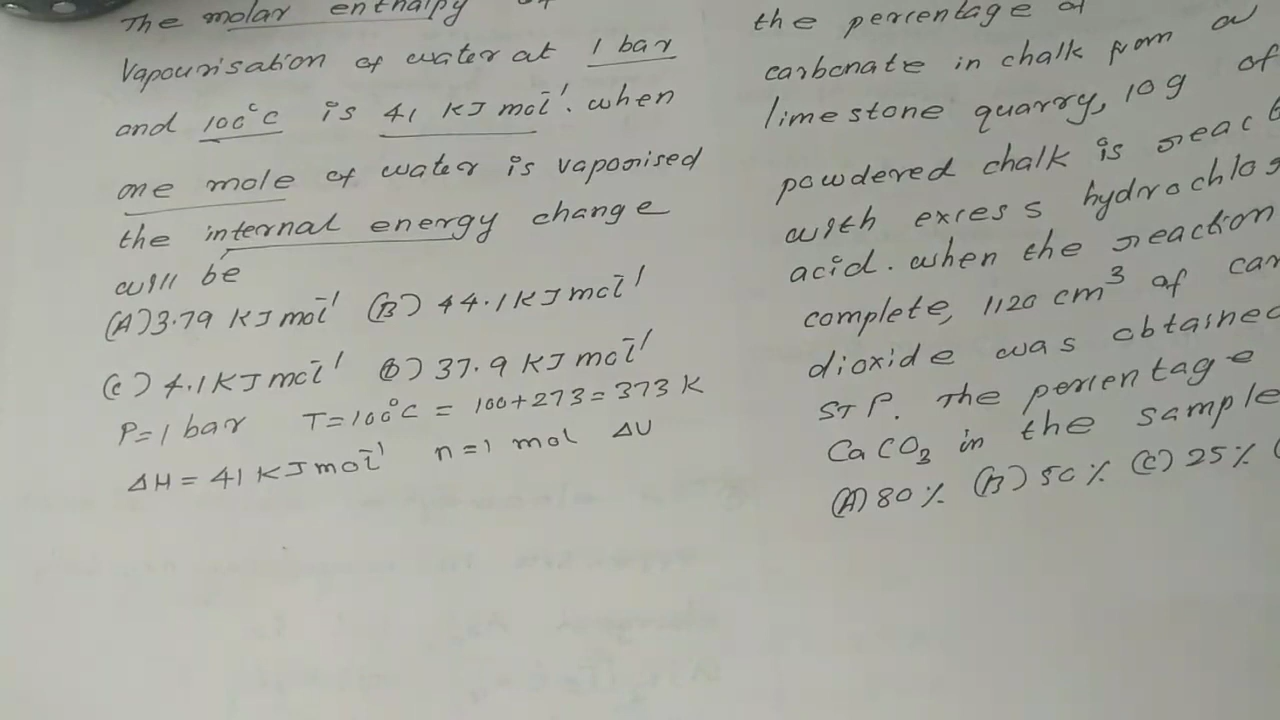 The molar enthalpy of
Vapourisation of water at 1 bar
and 100°C is 41 KJ mol⁻¹. when
one mole of water is vapourised
the internal energy change
will be
(A) 3.79 KJ mol⁻¹ (B) 44.1 KJ mol⁻¹
(C) 4.1 KJ mol⁻¹ (D) 37.9 KJ mol⁻¹
P=1 bar T=100°C = 100+273=373 K
ΔH = 41 KJ mol⁻¹ n=1 mol ΔU
the percentage of
carbonate in chalk from
limestone quarry, 10g of
powdered chalk is
with excess
acid. when the reaction
complete, 1120 cm³ of
dioxide was obtained
STP. The percentage
CaCO₃ in the sample
(A) 80% (B) 50% (C) 25% (